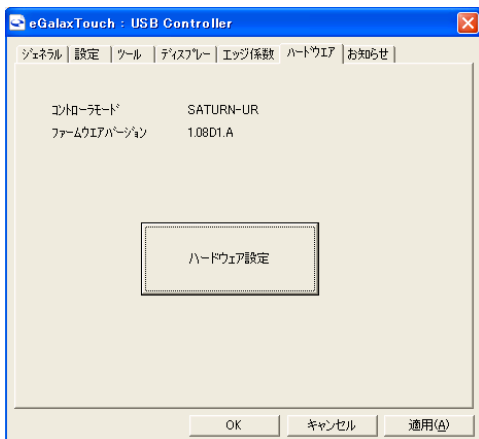 eGalaxTouch : USB Controller
ジェネラル 設定 ツール ディスプレー エッジ係数 ハードウエア お知らせ
コントローラモード SATURN-UR
ファームウエアバージョン 1.08D1.A
ハードウェア設定
OK キャンセル 適用(A)